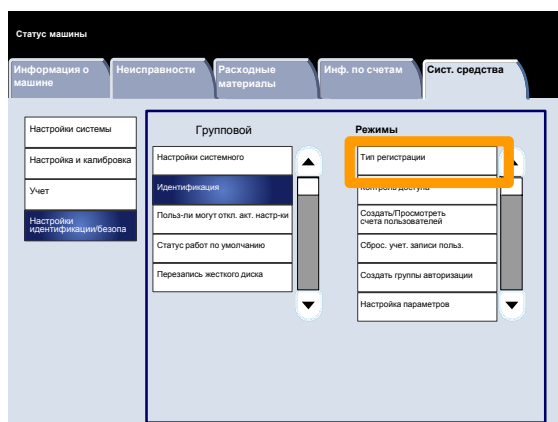 Статус машины
Информация о
машине
Неисправности
Расходные
материалы
Инф. по счетам
Сист. средства
Настройки системы
Настройка и калибровка
Учет
Настройки
идентификации/безопа
Групповой
Настройки системного
Идентификация
Польз-ли могут откл. акт. настр-ки
Статус работ по умолчанию
Перезапись жесткого диска
Режимы
Тип регистрации
Контроль доступа
Создать/Просмотреть
счета пользователей
Сброс. учет. записи польз.
Создать группы авторизации
Настройка параметров